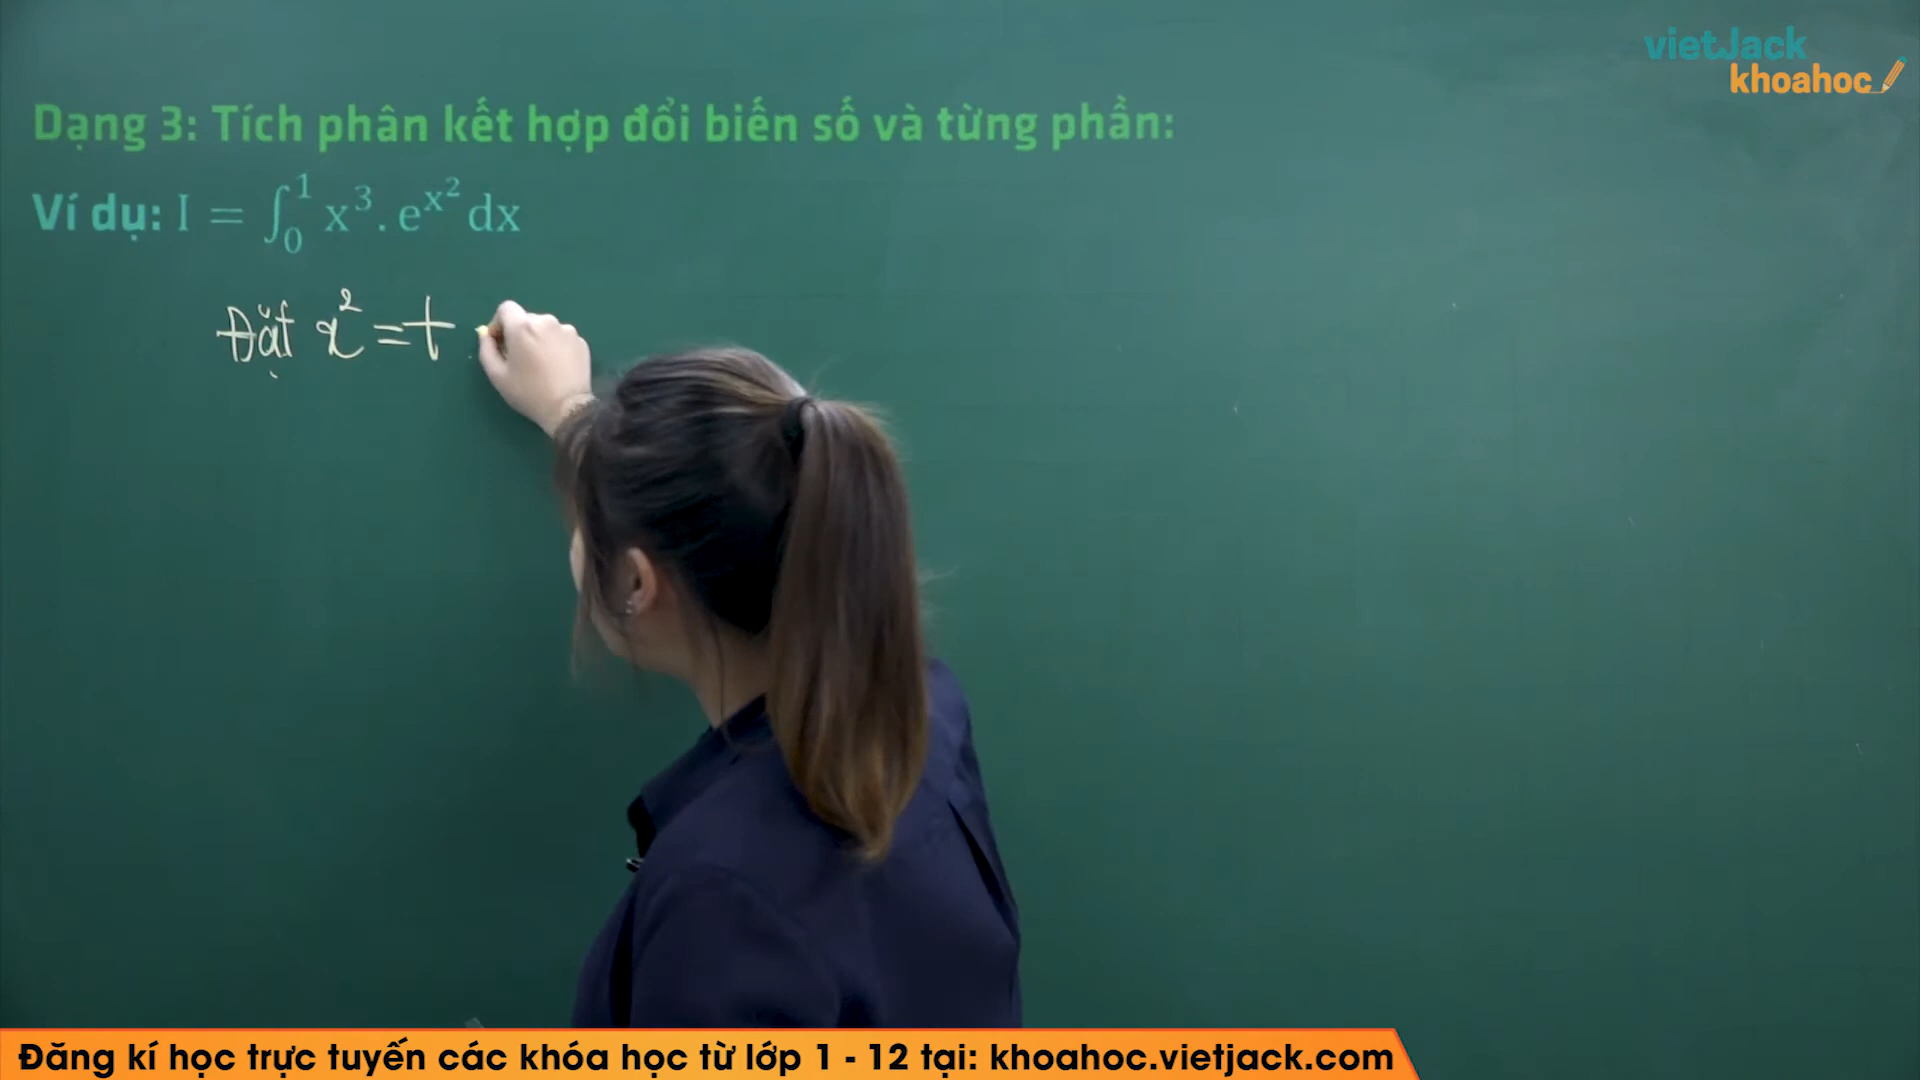 vietJack
khoahoc
Dạng 3: Tích phân kết hợp đổi biến số và từng phần:
Ví dụ: I = ∫₀¹ x³. e^{x²} dx
Đặt x² = t
Đăng kí học trực tuyến các khóa học từ lớp 1 - 12 tại: khoahoc.vietjack.com